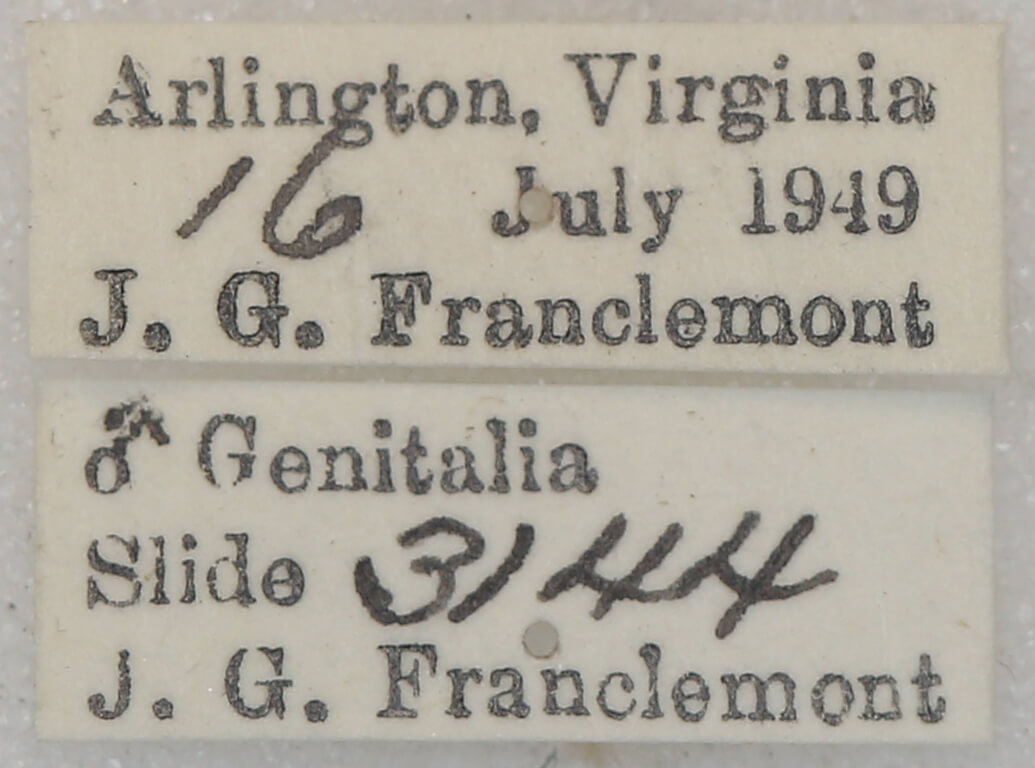 Arlington, Virginia
16 July 1949
J. G. Franclemont
♂ Genitalia
Slide 3144
J. G. Franclemont